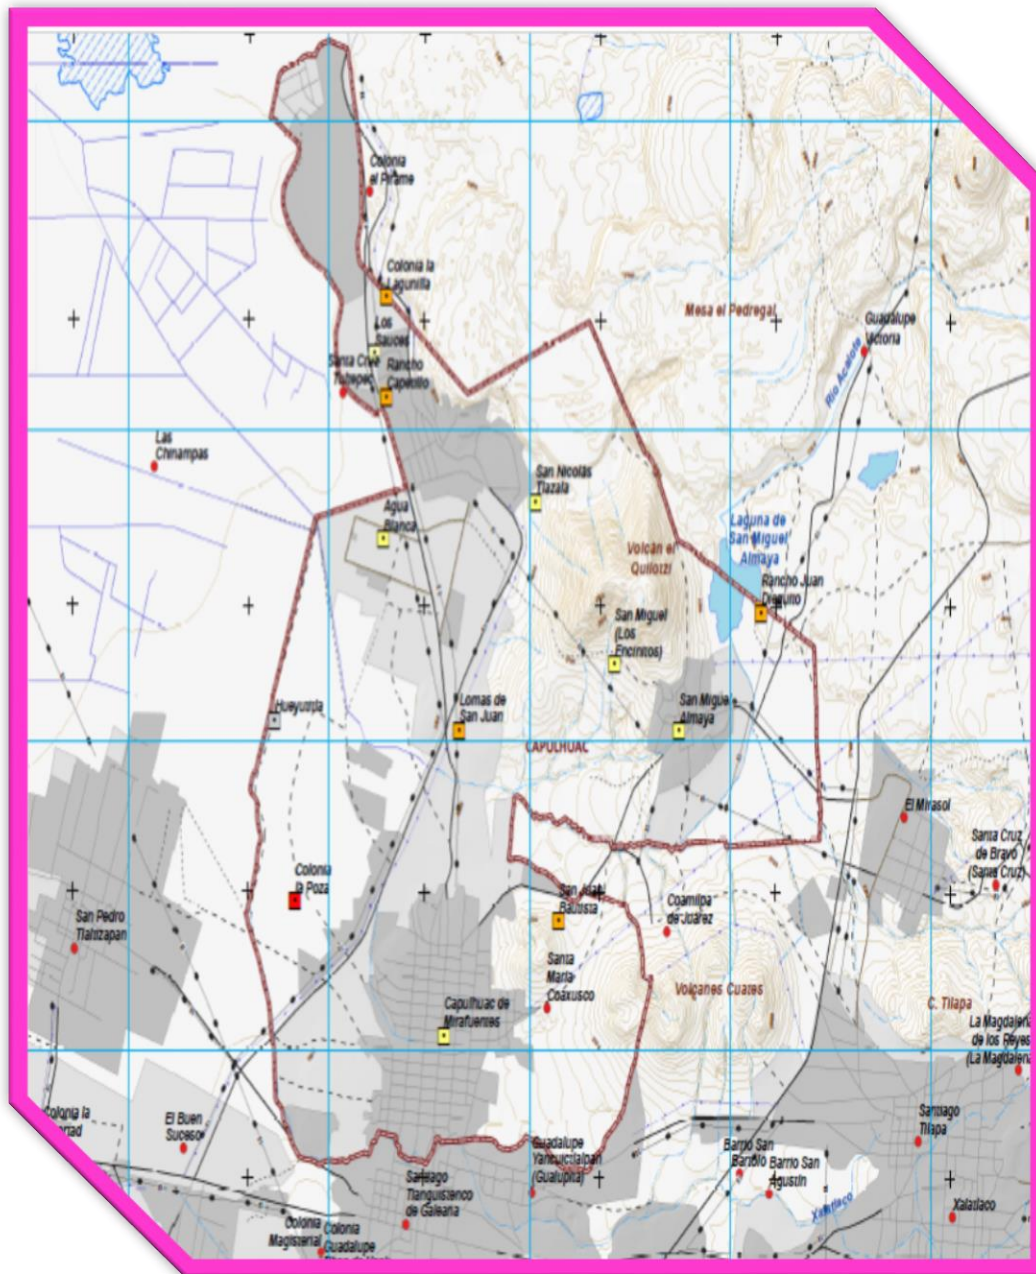 Colonia
el Pirame
Colonia la
Lagunilla
Mesa el Pedregal
Guadalupe
Victoria
Los
Sauces
Santa Cruz
Rancho
Río Acalote
Las
Chinampas
San Nicolás
Tlazala
Agua
Blanca
Laguna de
San Miguel
Almaya
Volcán el
Quilotzi
Rancho Juan
Dieguito
San Miguel
(Los
Encinitos)
Lomas de
San Juan
San Miguel
Almaya
CAPULHUAC
El Mirasol
Santa Cruz
de Bravo
(Santa Cruz)
Colonia
la Poza
San Pedro
Tlaltizapan
San Juan
Bautista
Coamilpa
de Juárez
Santa
María
Coaxusco
Volcanes Cuates
C. Tilapa
Capulhuac de
Mirafuentes
La Magdalena
de los Reyes
(La Magdalena
Colonia la
El Buen
Suceso
Santiago
Tilapa
Guadalupe
Yancuictlalpan
(Gualupita)
Barrio San
Bartolo
Barrio San
Agustín
Santiago
Tianguistenco
de Galeana
Xalatlaco
Xalatlaco
Colonia
Magisterial
Colonia
Guadalupe